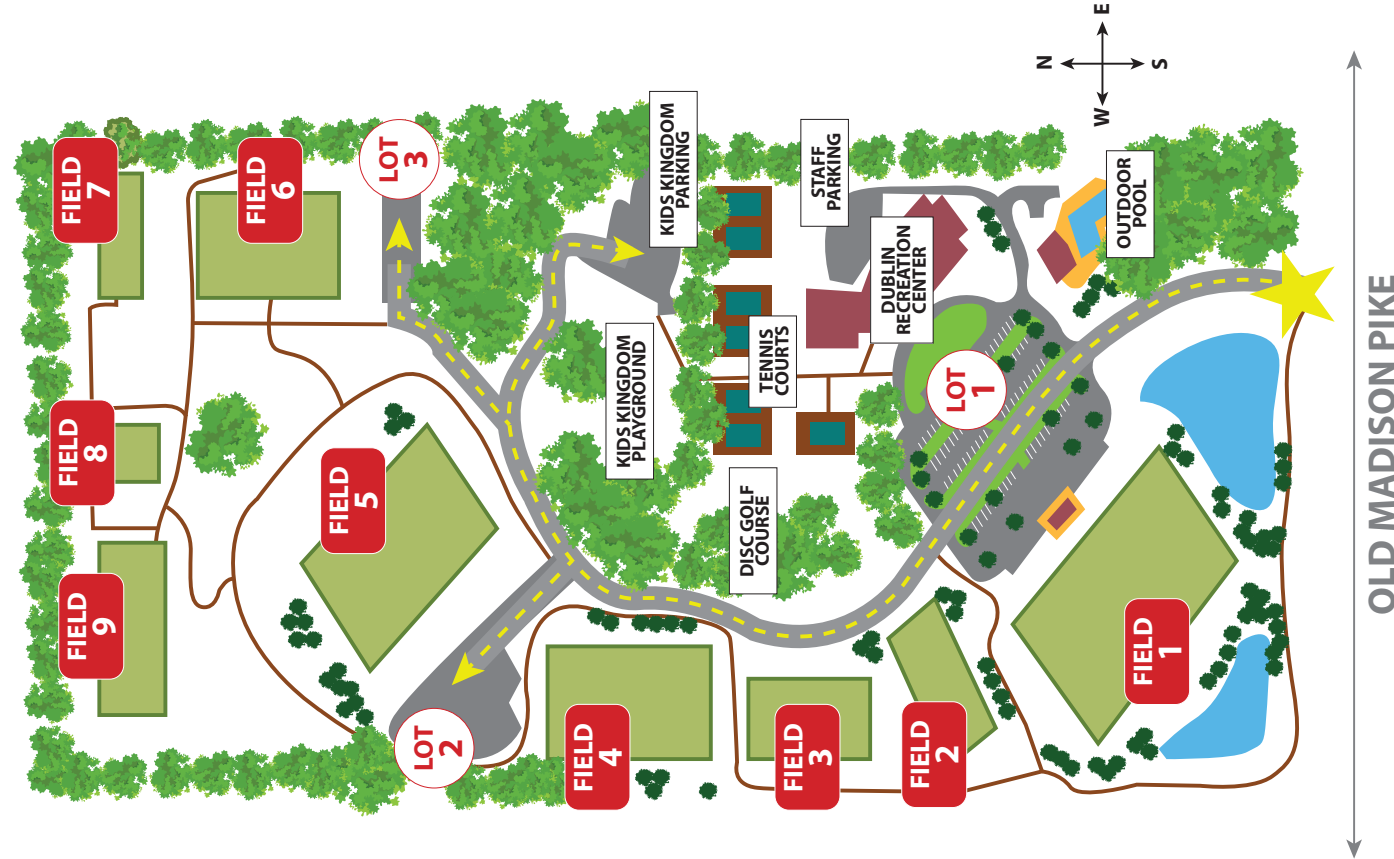 FIELD
7
FIELD
6
LOT
3
KIDS KINGDOM
PARKING
STAFF
PARKING
OUTDOOR
POOL
N
E
S
W
FIELD
8
FIELD
5
KIDS KINGDOM
PLAYGROUND
TENNIS
COURTS
DUBLIN
RECREATION
CENTER
LOT
1
FIELD
9
DISC GOLF
COURSE
LOT
2
FIELD
4
FIELD
3
FIELD
2
FIELD
1
OLD MADISON PIKE